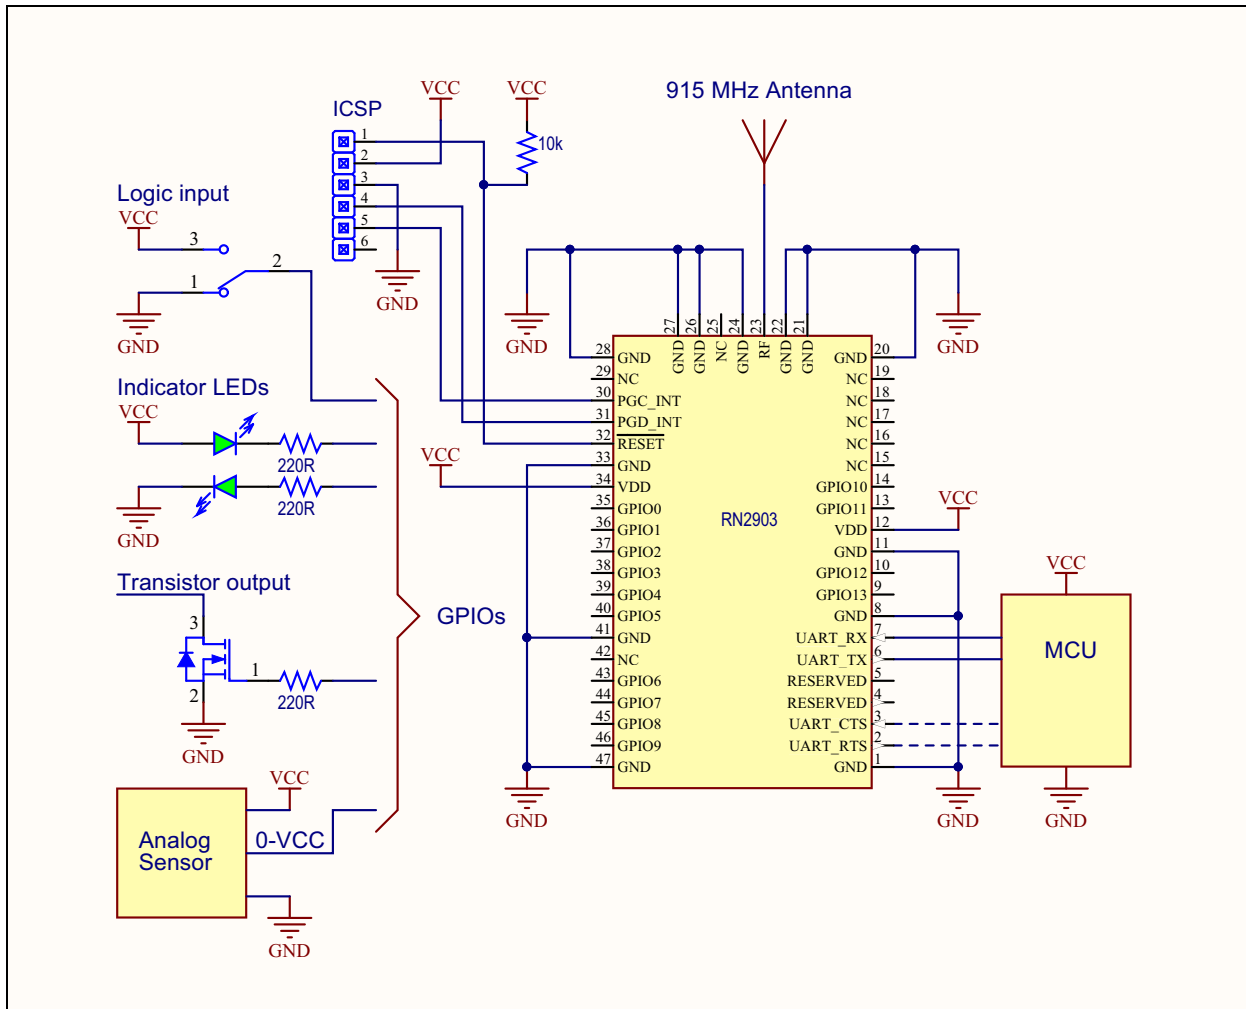 915 MHz Antenna
VCC
VCC
ICSP
1
2
3
4
5
6
10k
Logic input
VCC
3
2
1
GND
GND
GND
GND
27
26
25
24
23
22
21
GND
GND
NC
GND
RF
GND
GND
28 GND
29 NC
30 PGC_INT
31 PGD_INT
32 RESET
33 GND
34 VDD
35 GPIO0
36 GPIO1
37 GPIO2
38 GPIO3
39 GPIO4
40 GPIO5
41 GND
42 NC
43 GPIO6
44 GPIO7
45 GPIO8
46 GPIO9
47 GND
RN2903
GND 20
NC 19
NC 18
NC 17
NC 16
NC 15
GPIO10 14
GPIO11 13
VDD 12
GND 11
GPIO12 10
GPIO13 9
GND 8
UART_RX 7
UART_TX 6
RESERVED 5
RESERVED 4
UART_CTS 3
UART_RTS 2
GND 1
VCC
VCC
VCC
MCU
GND
GND
GND
Indicator LEDs
VCC
220R
220R
GND
Transistor output
3
1
2
220R
GND
GPIOs
VCC
Analog
Sensor
0-VCC
GND